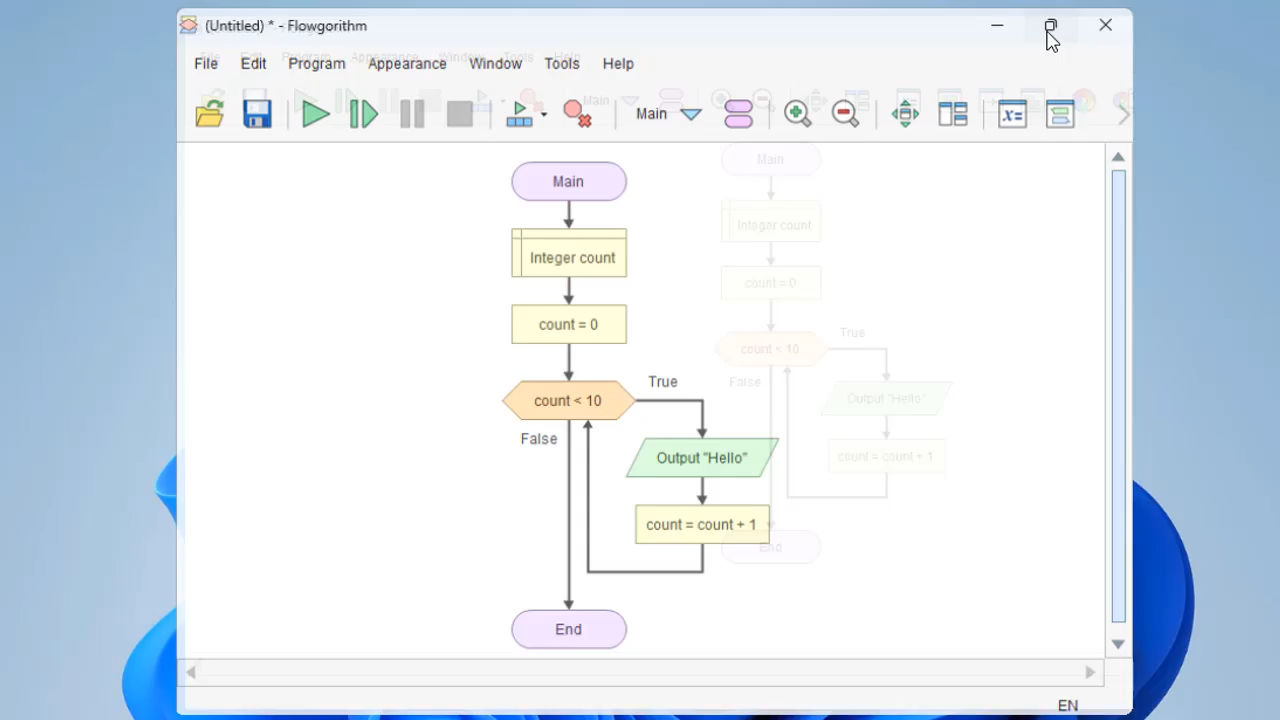 (Untitled) * - Flowgorithm
File Edit Program Appearance Window Tools Help
Main
x=
Main
Integer count
count = 0
count < 10
True
False
Output "Hello"
count = count + 1
End
Main
Integer count
count = 0
count < 10
True
False
Output "Hello"
count = count + 1
End
EN